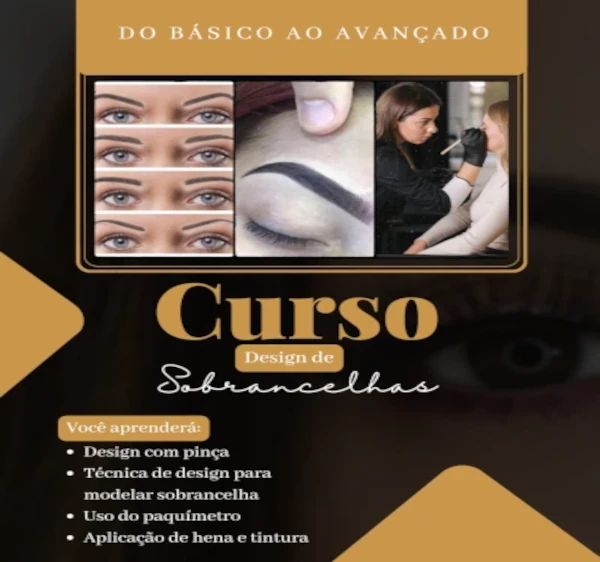 DO BÁSICO AO AVANÇADO
Curso
Design de
Sobrancelhas
Você aprenderá:
• Design com pinça
• Técnica de design para
modelar sobrancelha
• Uso do paquímetro
• Aplicação de hena e tintura